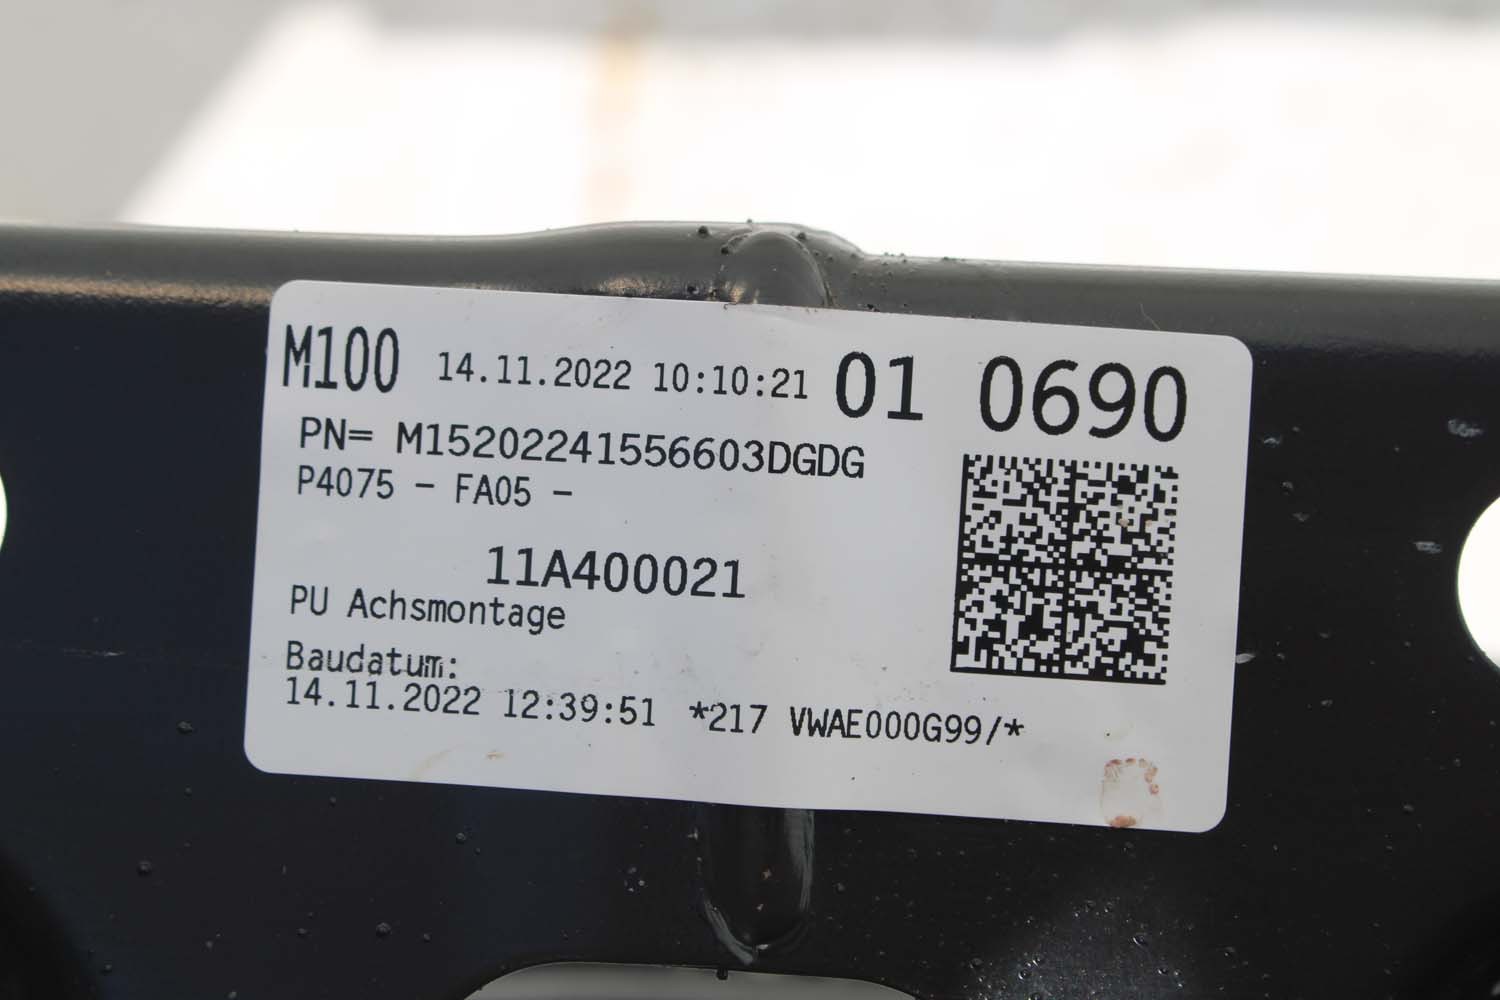 M100 14.11.2022 10:10:21 01 0690
PN= M15202241556603DGDG
P4075 - FA05 -
11A400021
PU Achsmontage
Baudatum:
14.11.2022 12:39:51 *217 VWAE000G99/*